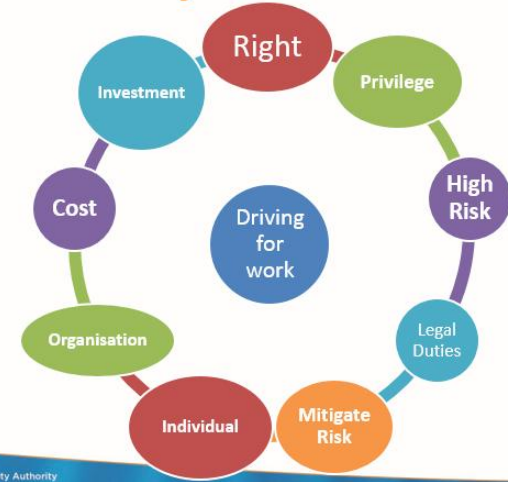 Right
Privilege
High
Risk
Legal
Duties
Mitigate
Risk
Individual
Organisation
Cost
Investment
Driving
for
work
ty Authority